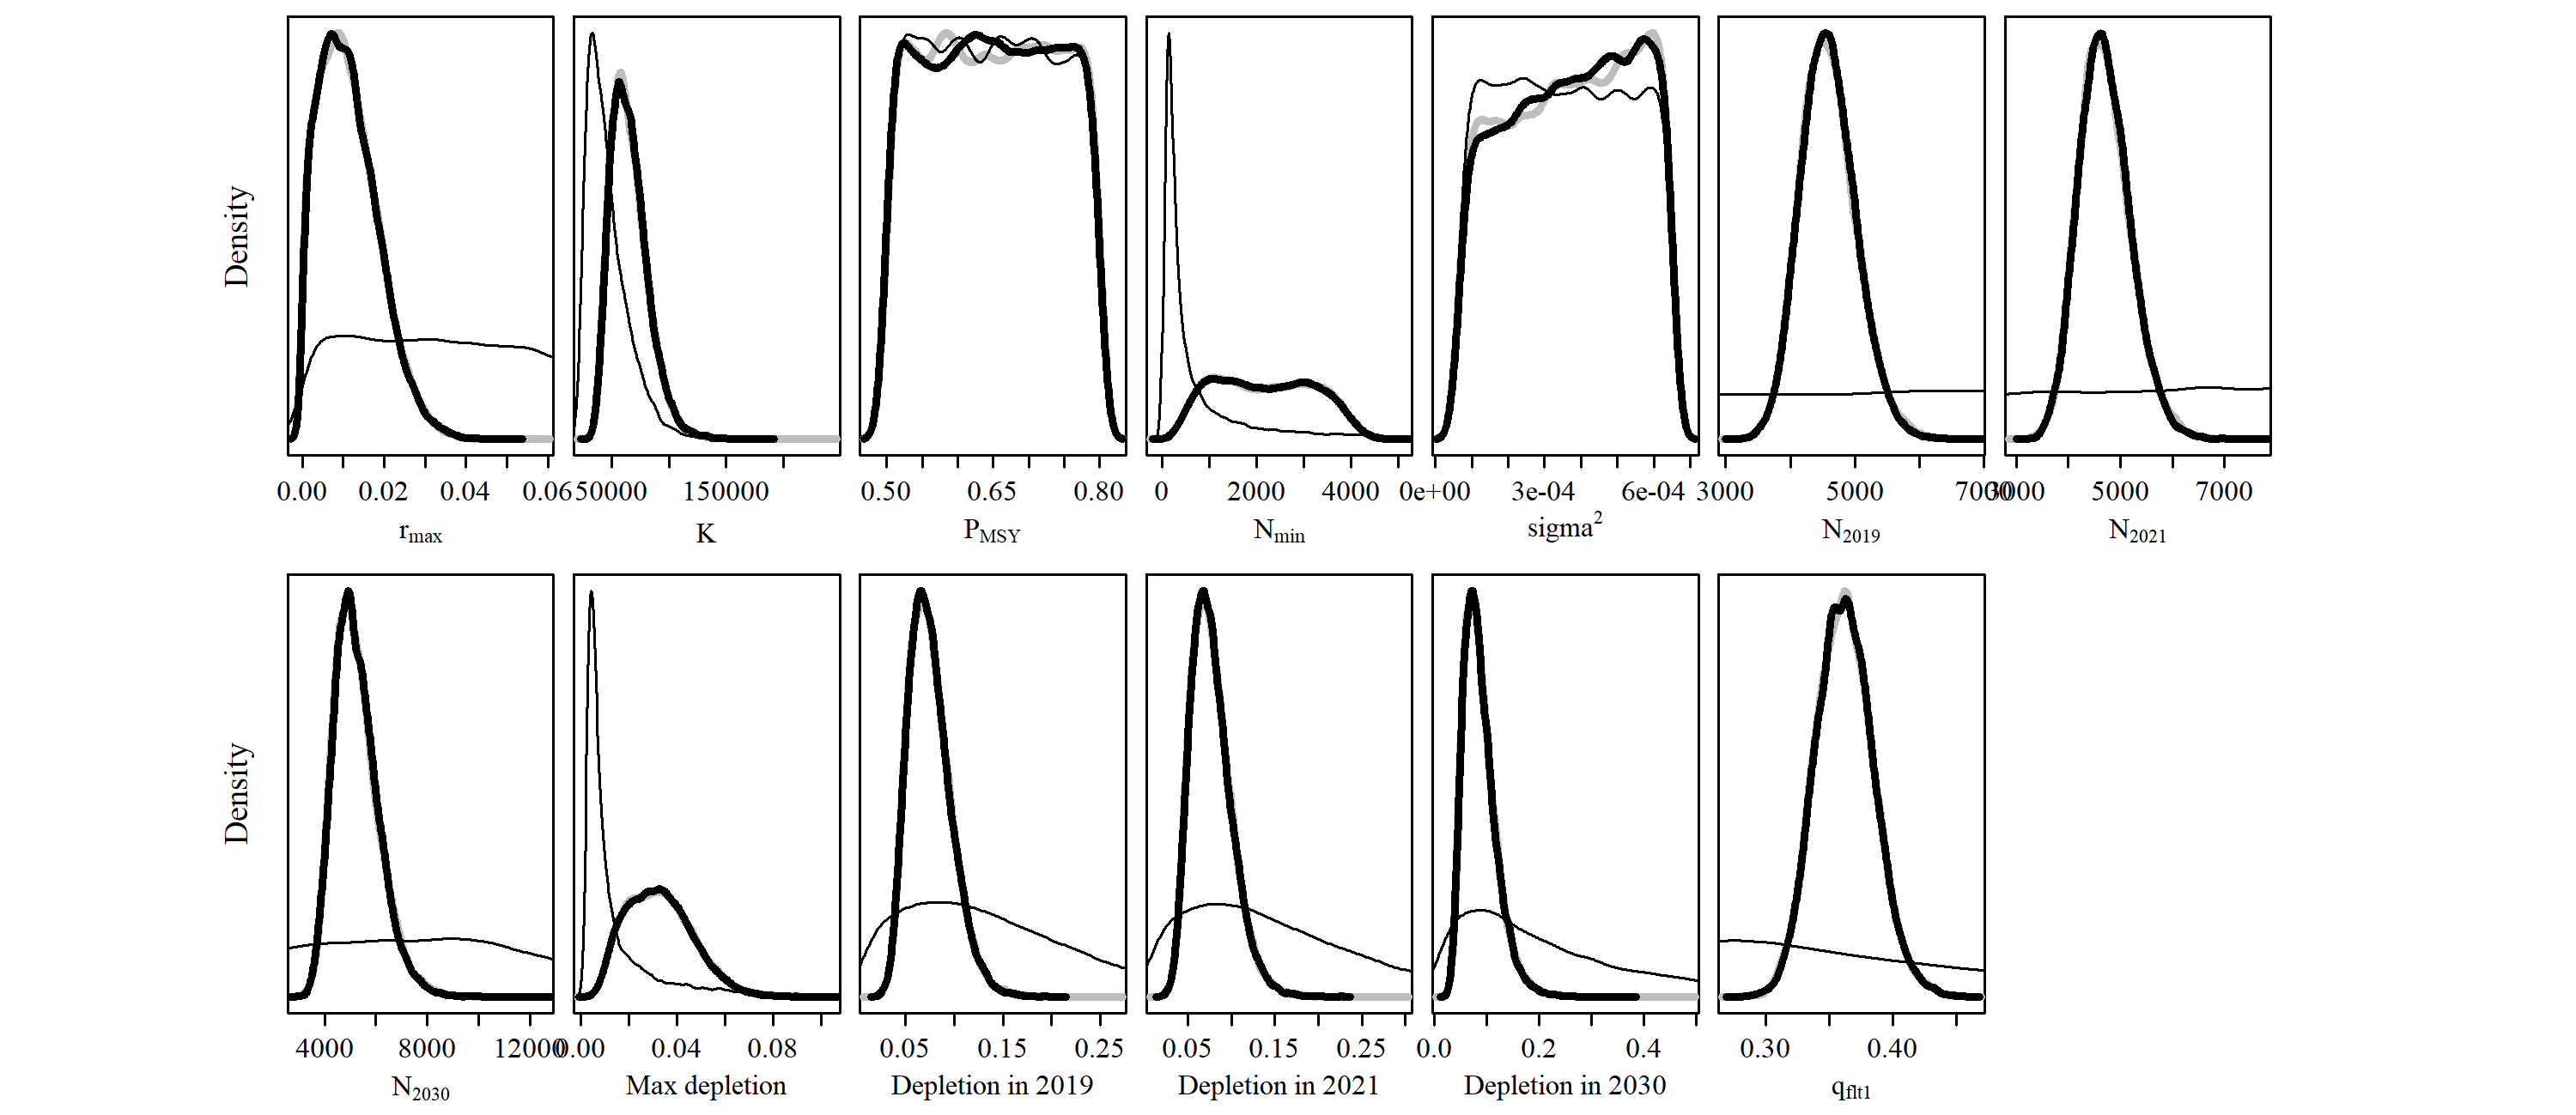 Density
0.00 0.02 0.04 0.06 50000 150000 0.50 0.65 0.80 0 2000 4000 0e+00 3e-04 6e-04 3000 5000 7000 3000 5000 7000
rmax K PMSY Nmin sigma2 N2019 N2021
Density
4000 8000 12000 0.00 0.04 0.08 0.05 0.15 0.25 0.05 0.15 0.25 0.0 0.2 0.4 0.30 0.40
N2030 Max depletion Depletion in 2019 Depletion in 2021 Depletion in 2030 qflt1